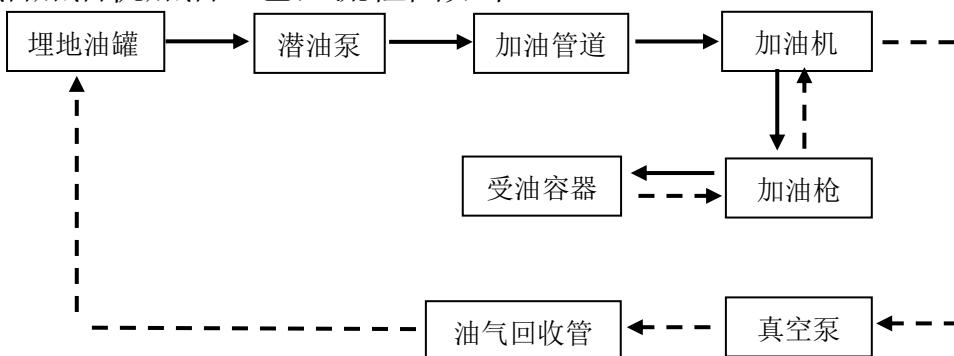 埋地油罐
潜油泵
加油管道
加油机
受油容器
加油枪
油气回收管
真空泵